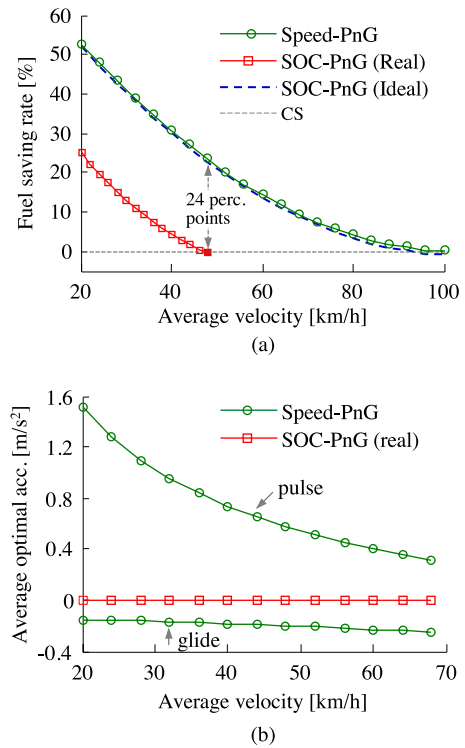 60
50
40
30
20
10
0
Fuel saving rate [%]
Speed-PnG
SOC-PnG (Real)
SOC-PnG (Ideal)
CS
24 perc.
points
20
40
60
80
100
Average velocity [km/h]
(a)
1.6
1.2
0.8
0.4
0
-0.4
Average optimal acc. [m/s²]
Speed-PnG
SOC-PnG (real)
pulse
glide
20
30
40
50
60
70
Average velocity [km/h]
(b)